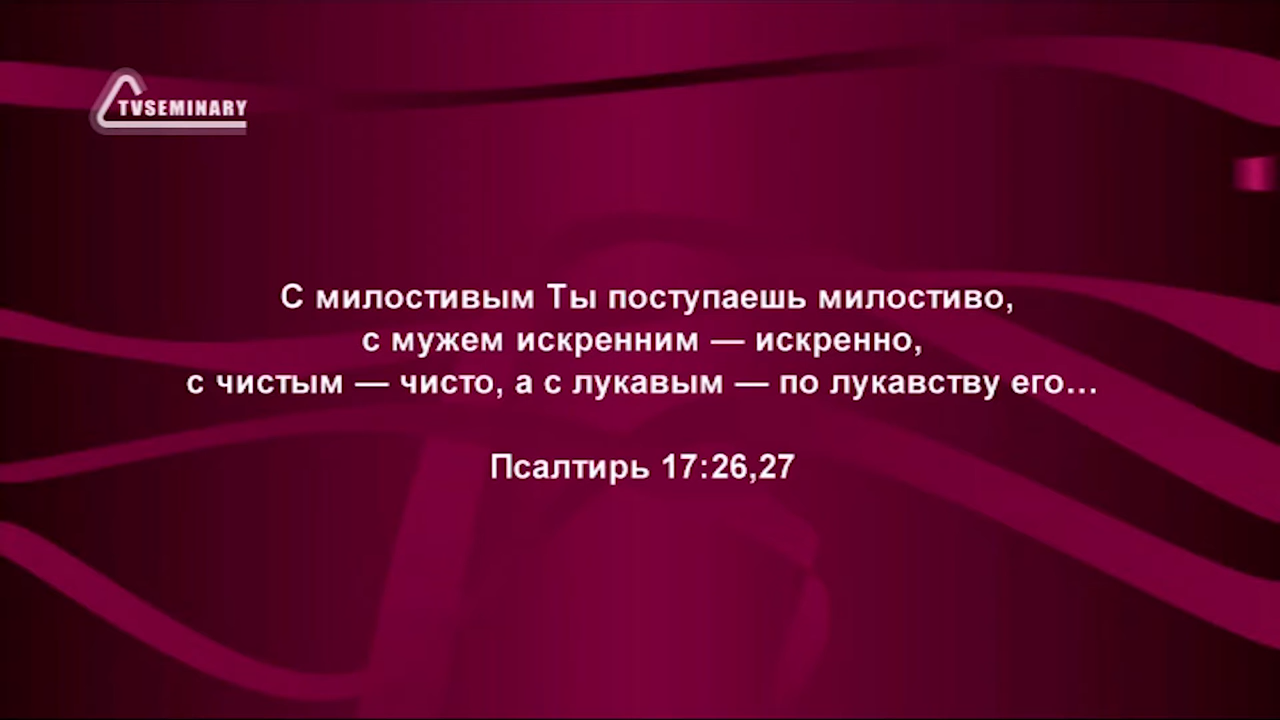 TVSEMINARY
С милостивым Ты поступаешь милостиво,
с мужем искренним — искренно,
с чистым — чисто, а с лукавым — по лукавству его...
Псалтирь 17:26,27